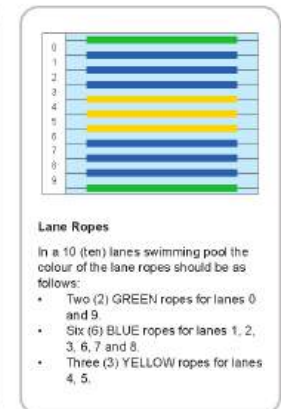 0
1
2
3
4
5
6
7
8
9
Lane Ropes
In a 10 (ten) lanes swimming pool the
colour of the lane ropes should be as
follows:
• Two (2) GREEN ropes for lanes 0
and 9.
• Six (6) BLUE ropes for lanes 1, 2,
3, 6, 7 and 8.
• Three (3) YELLOW ropes for lanes
4, 5.